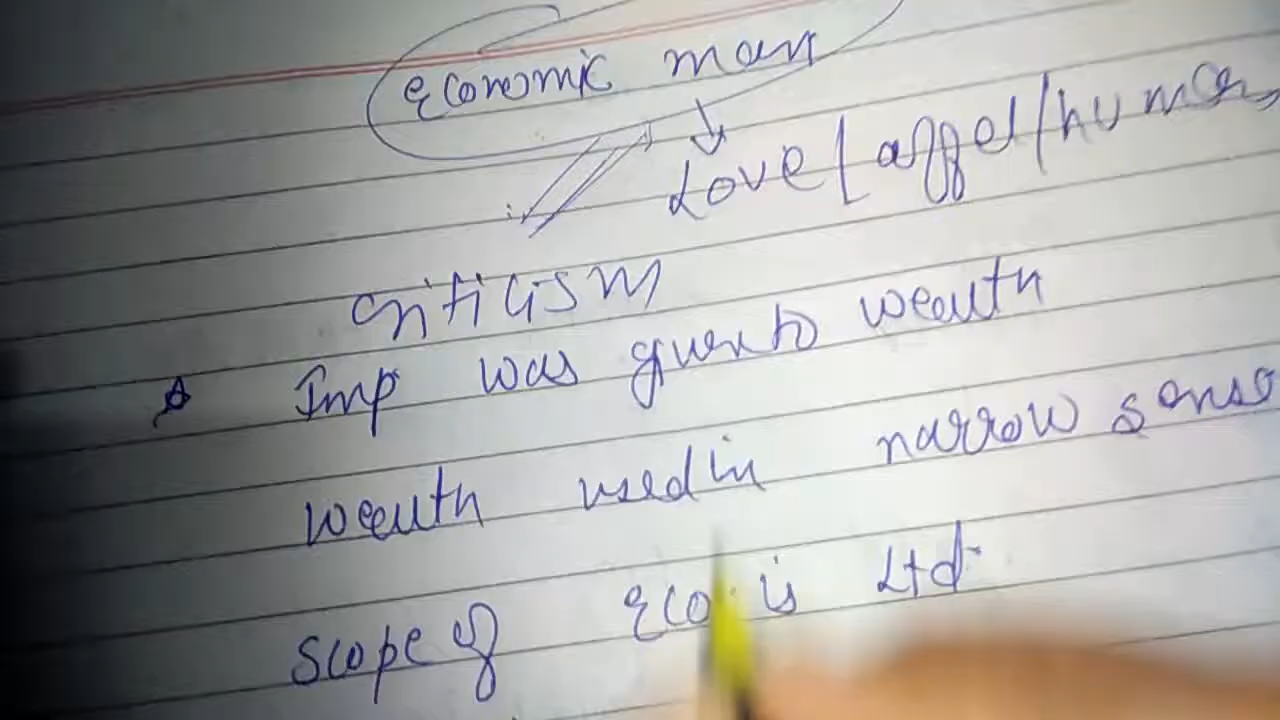 economic man
Love / affel / human
Criticism
Imp was given to wealth
wealth used in narrow sense
scope of Eco. is Ltd.